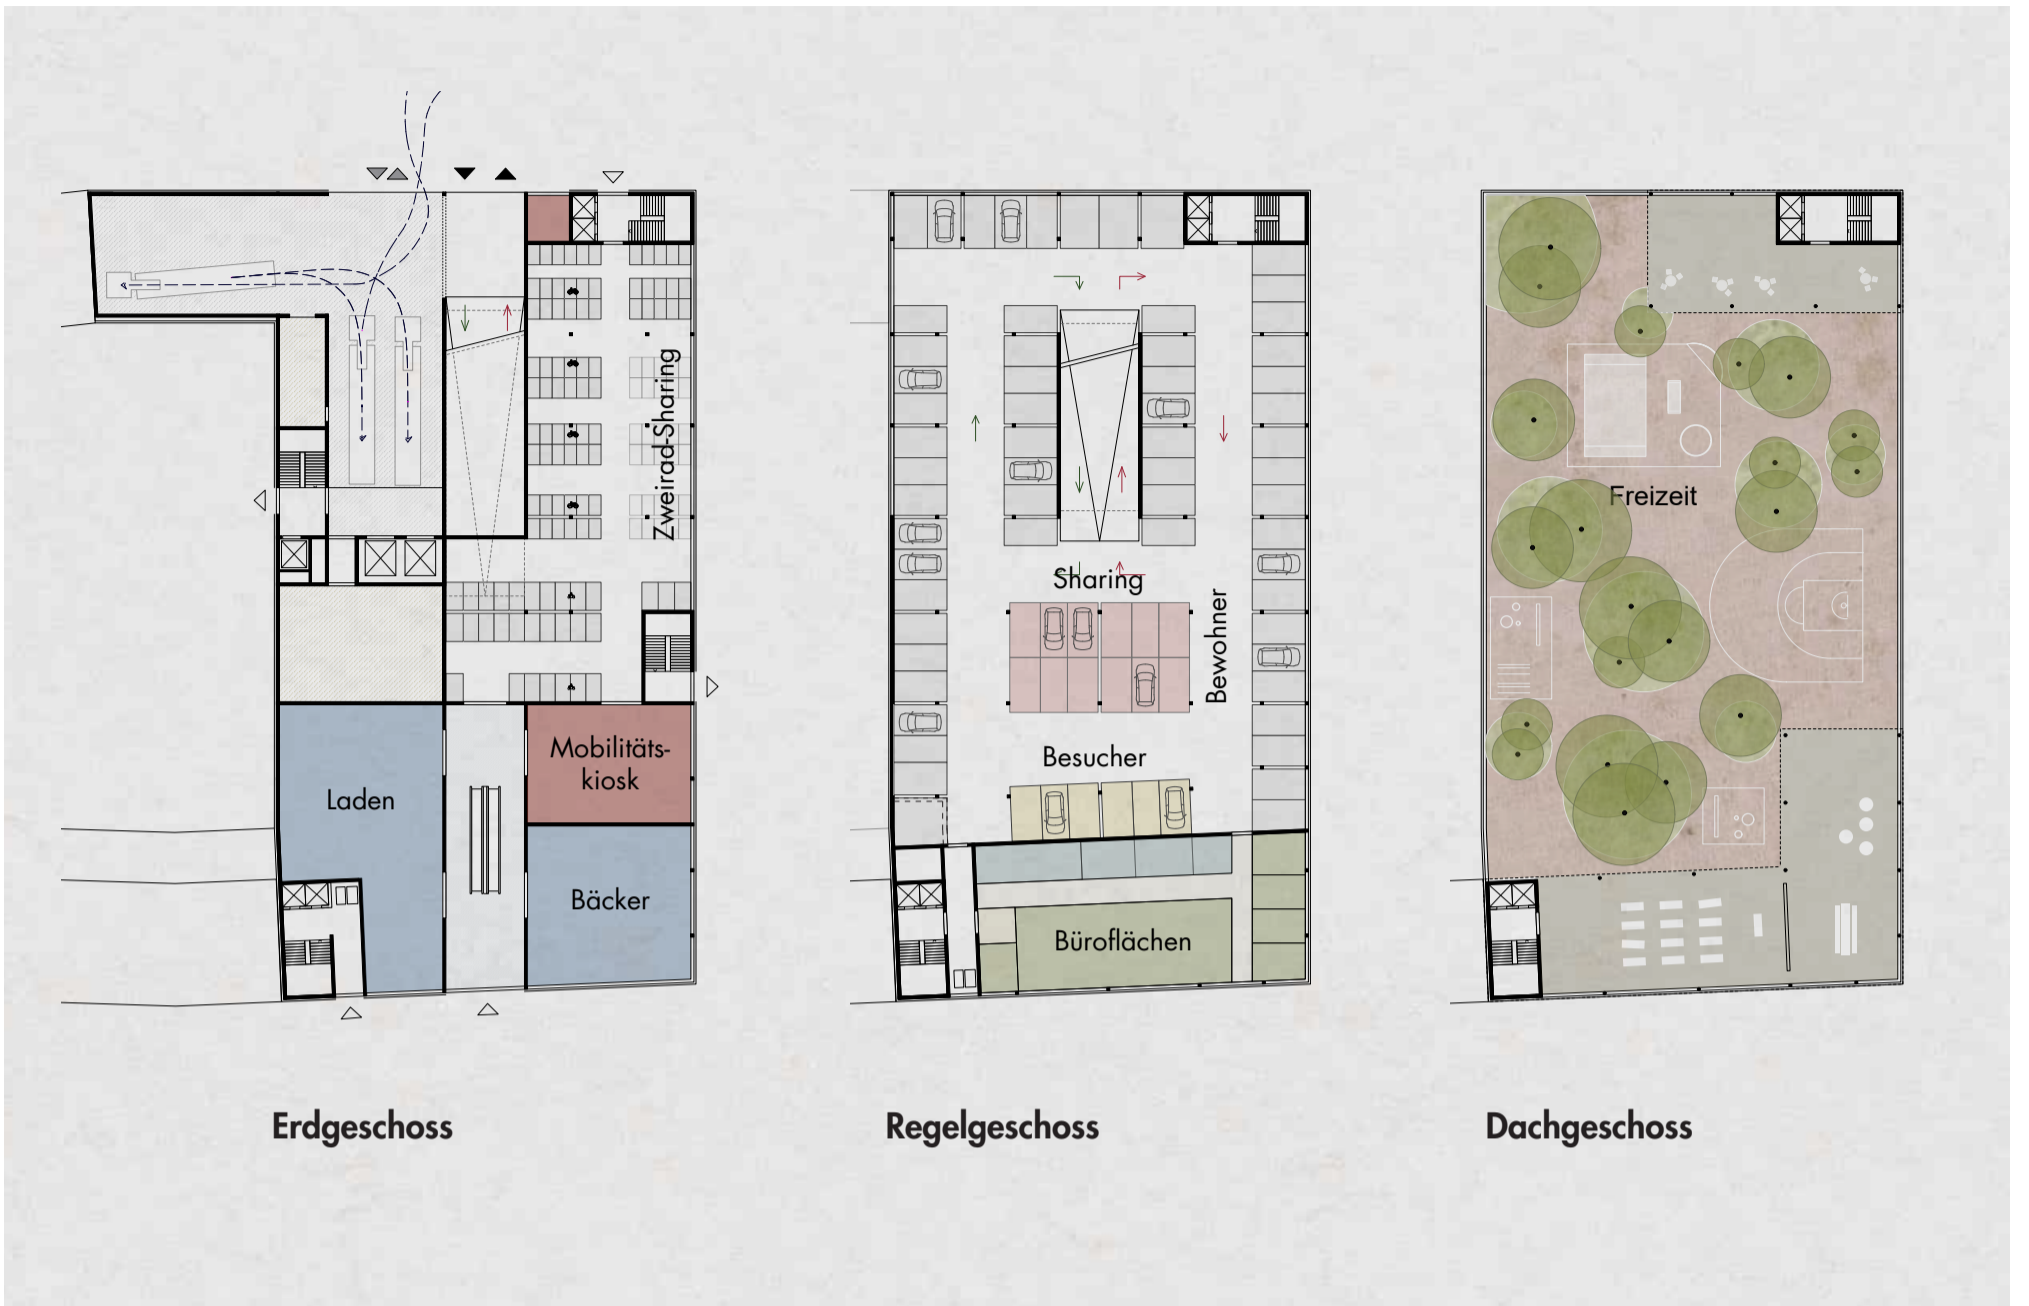 Zweirad-Sharing
Mobilitäts-
kiosk
Laden
Bäcker
Erdgeschoss
Sharing
Bewohner
Besucher
Büroflächen
Regelgeschoss
Freizeit
Dachgeschoss